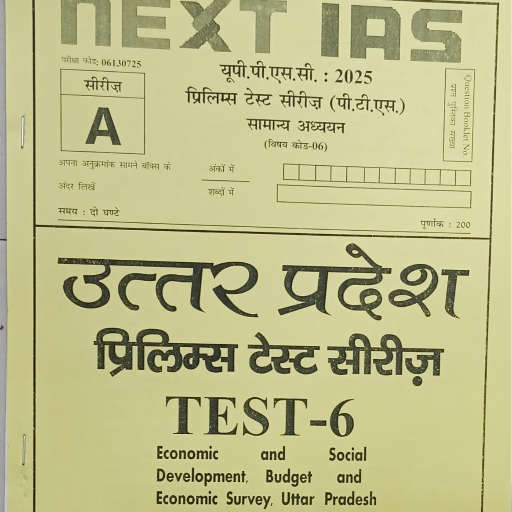 NEXT IAS
परीक्षा कोड: 06130725
सीरीज़
A
यूपी.पी.एस.सी. : 2025
प्रिलिम्स टेस्ट सीरीज़ (पी.टी.एस.)
सामान्य अध्ययन
(विषय कोड-06)
Question Booklet No.
प्रश्न पुस्तिका संख्या
अपना अनुक्रमांक सामने बॉक्स के
अंदर लिखें
अंकों में
शब्दों में
समय : दो घण्टे
पूर्णांक : 200
उत्तर प्रदेश
प्रिलिम्स टेस्ट सीरीज़
TEST-6
Economic and Social
Development, Budget and
Economic Survey, Uttar Pradesh